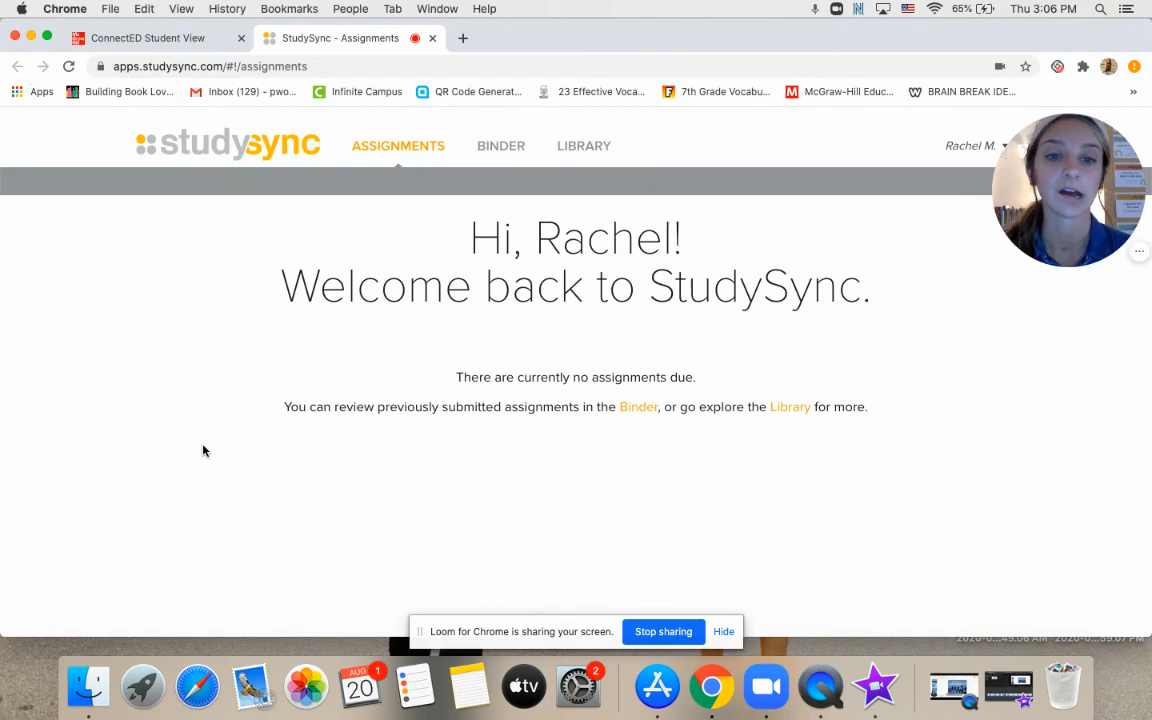 Chrome File Edit View History Bookmarks People Tab Window Help 65% Thu 3:06 PM
ConnectED Student View StudySync - Assignments
apps.studysync.com/#!/assignments
Apps Building Book Lov... Inbox (129) - pwo... Infinite Campus QR Code Generat... 23 Effective Voca... 7th Grade Vocabu... McGraw-Hill Educ... BRAIN BREAK IDE... »
studysync ASSIGNMENTS BINDER LIBRARY Rachel M.
Hi, Rachel!
Welcome back to StudySync.
There are currently no assignments due.
You can review previously submitted assignments in the Binder, or go explore the Library for more.
Loom for Chrome is sharing your screen. Stop sharing Hide
AUG 20 1 tv 2